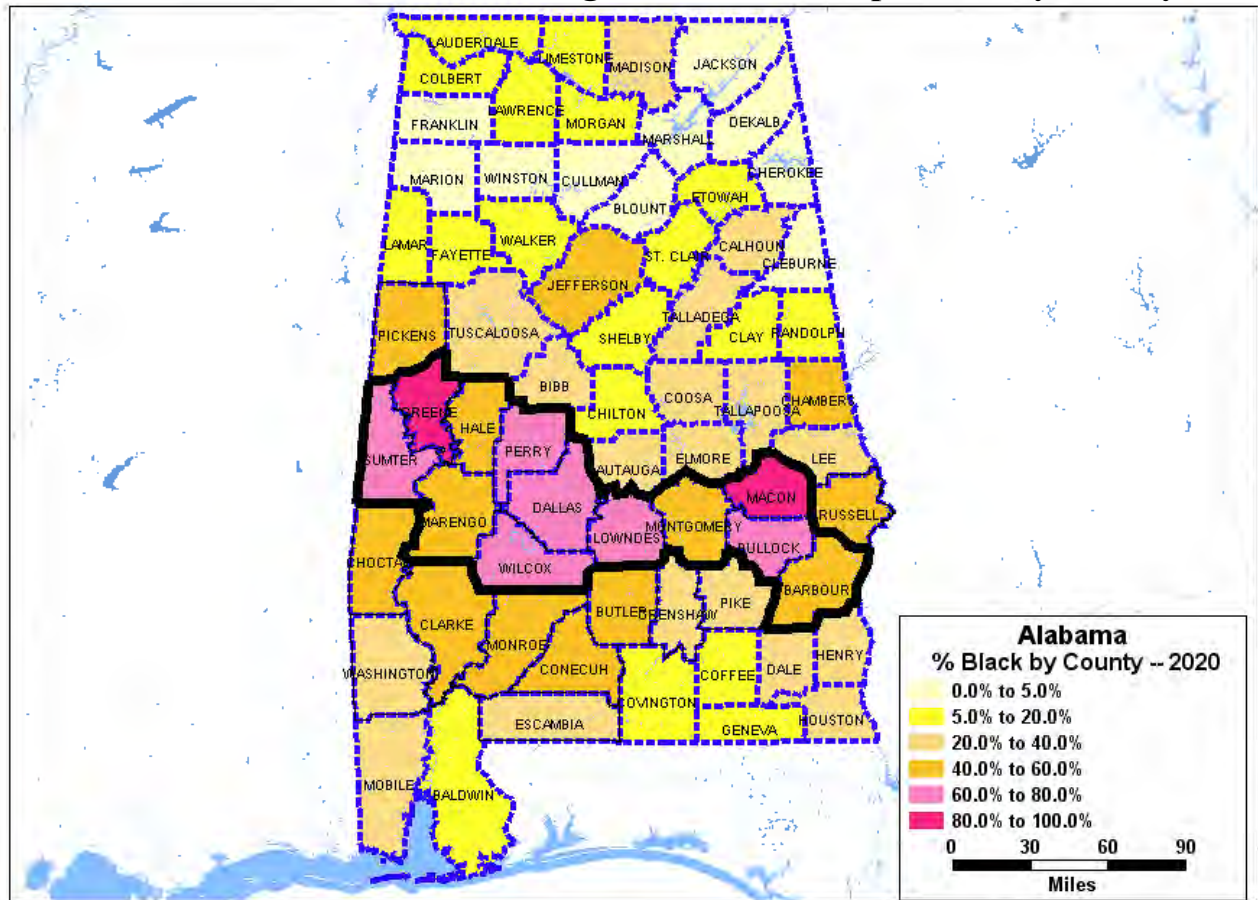 LAUDERDALE
LIMESTONE
MADISON
JACKSON
COLBERT
LAWRENCE
MORGAN
FRANKLIN
MARSHALL
DEKALB
CHEROKEE
MARION
WINSTON
CULLMAN
BLOUNT
ETOWAH
LAMAR
FAYETTE
WALKER
ST. CLAIR
CALHOUN
CLEBURNE
JEFFERSON
PICKENS
TUSCALOOSA
TALLADEGA
SHELBY
CLAY
RANDOLPH
BIBB
CHILTON
COOSA
TALLAPOOSA
CHAMBERS
GREENE
HALE
PERRY
SUMTER
AUTAUGA
ELMORE
LEE
MACON
DALLAS
MARENGO
LOWNDES
MONTGOMERY
RUSSELL
BULLOCK
CHOCTA
WILCOX
BARBOUR
CLARKE
BUTLER
CRENSHAW
PIKE
MONROE
CONECUH
WASHINGTON
COVINGTON
COFFEE
DALE
HENRY
ESCAMBIA
GENEVA
HOUSTON
MOBILE
BALDWIN
Alabama
% Black by County -- 2020
0.0% to 5.0%
5.0% to 20.0%
20.0% to 40.0%
40.0% to 60.0%
60.0% to 80.0%
80.0% to 100.0%
0 30 60 90
Miles